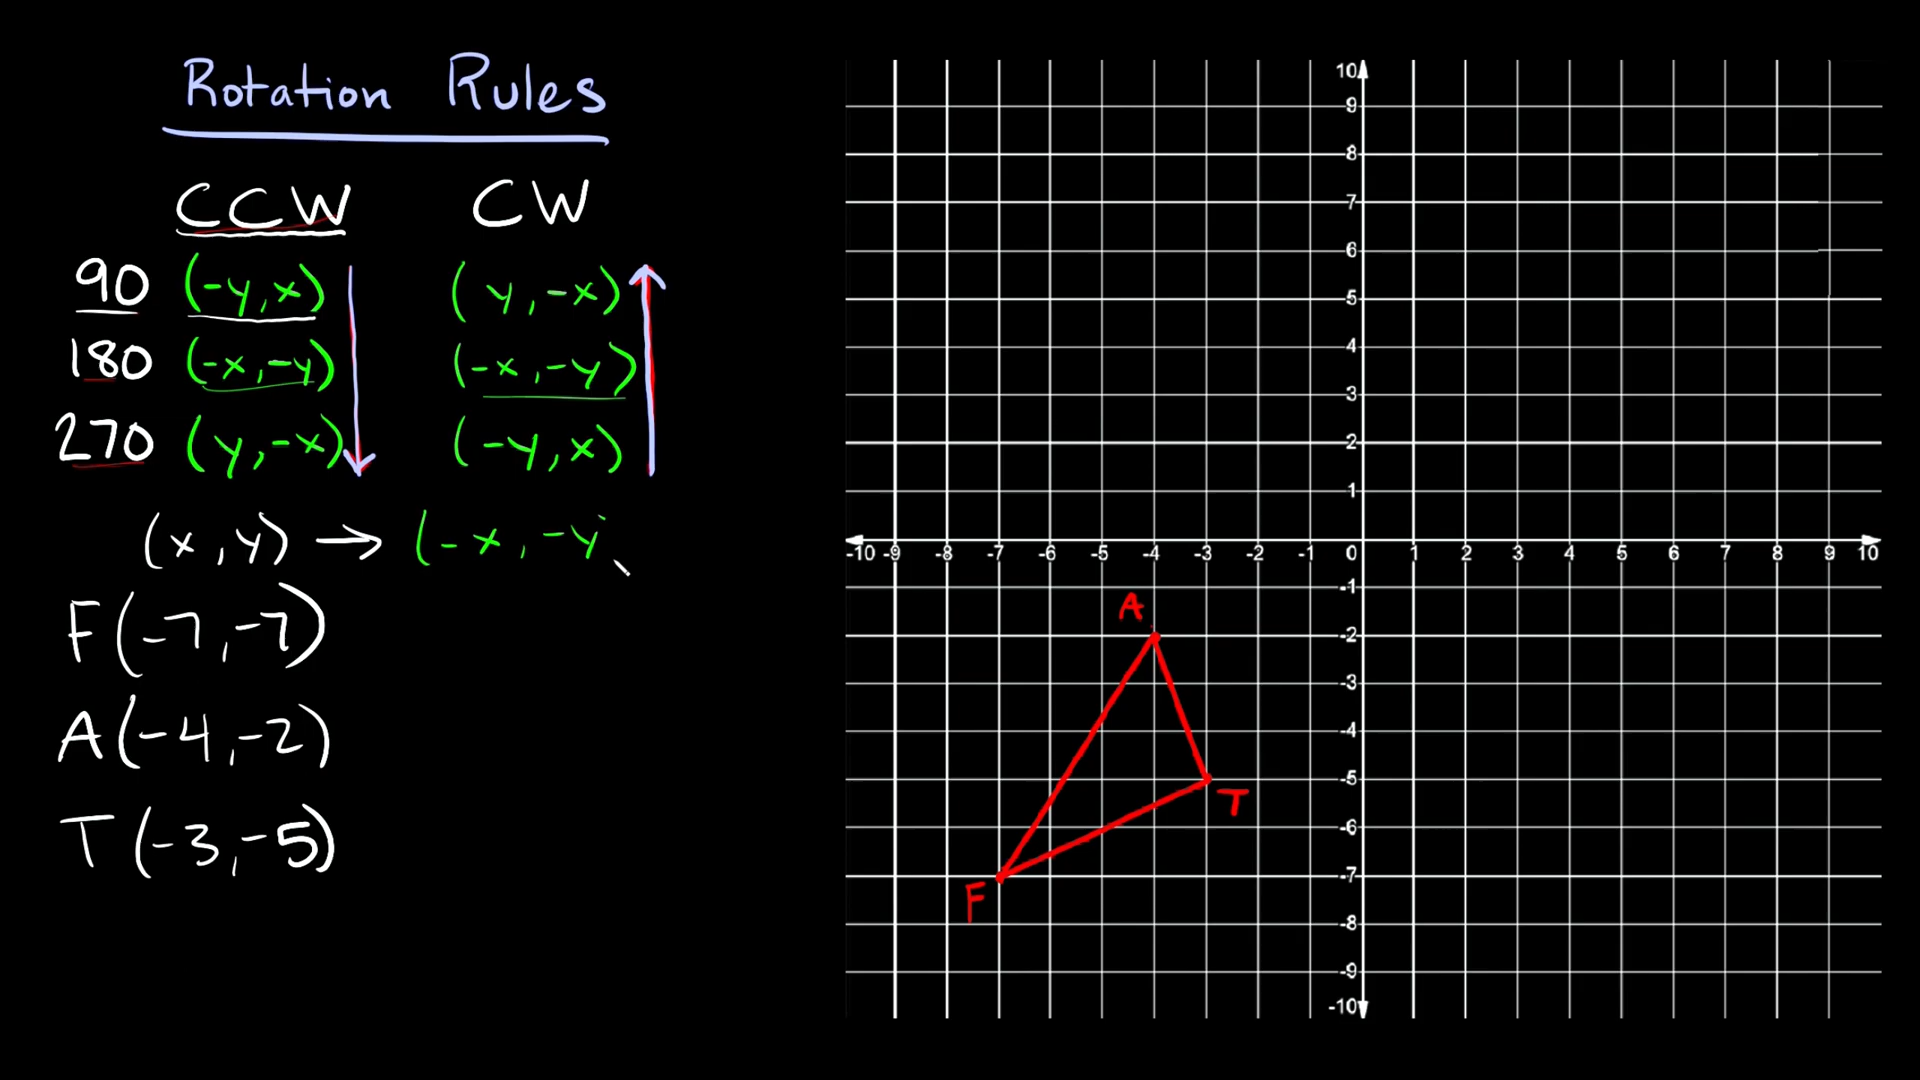 Rotation Rules
CCW CW
90 (-y,x) (y,-x)
180 (-x,-y) (-x,-y)
270 (y,-x) (-y,x)
(x,y) → (-x,-y
F(-7,-7)
A(-4,-2)
T(-3,-5)
10
9
8
7
6
5
4
3
2
1
-10 -9 -8 -7 -6 -5 -4 -3 -2 -1 0 1 2 3 4 5 6 7 8 9 10
-1
A
-2
-3
-4
-5
T
-6
-7
F
-8
-9
-10